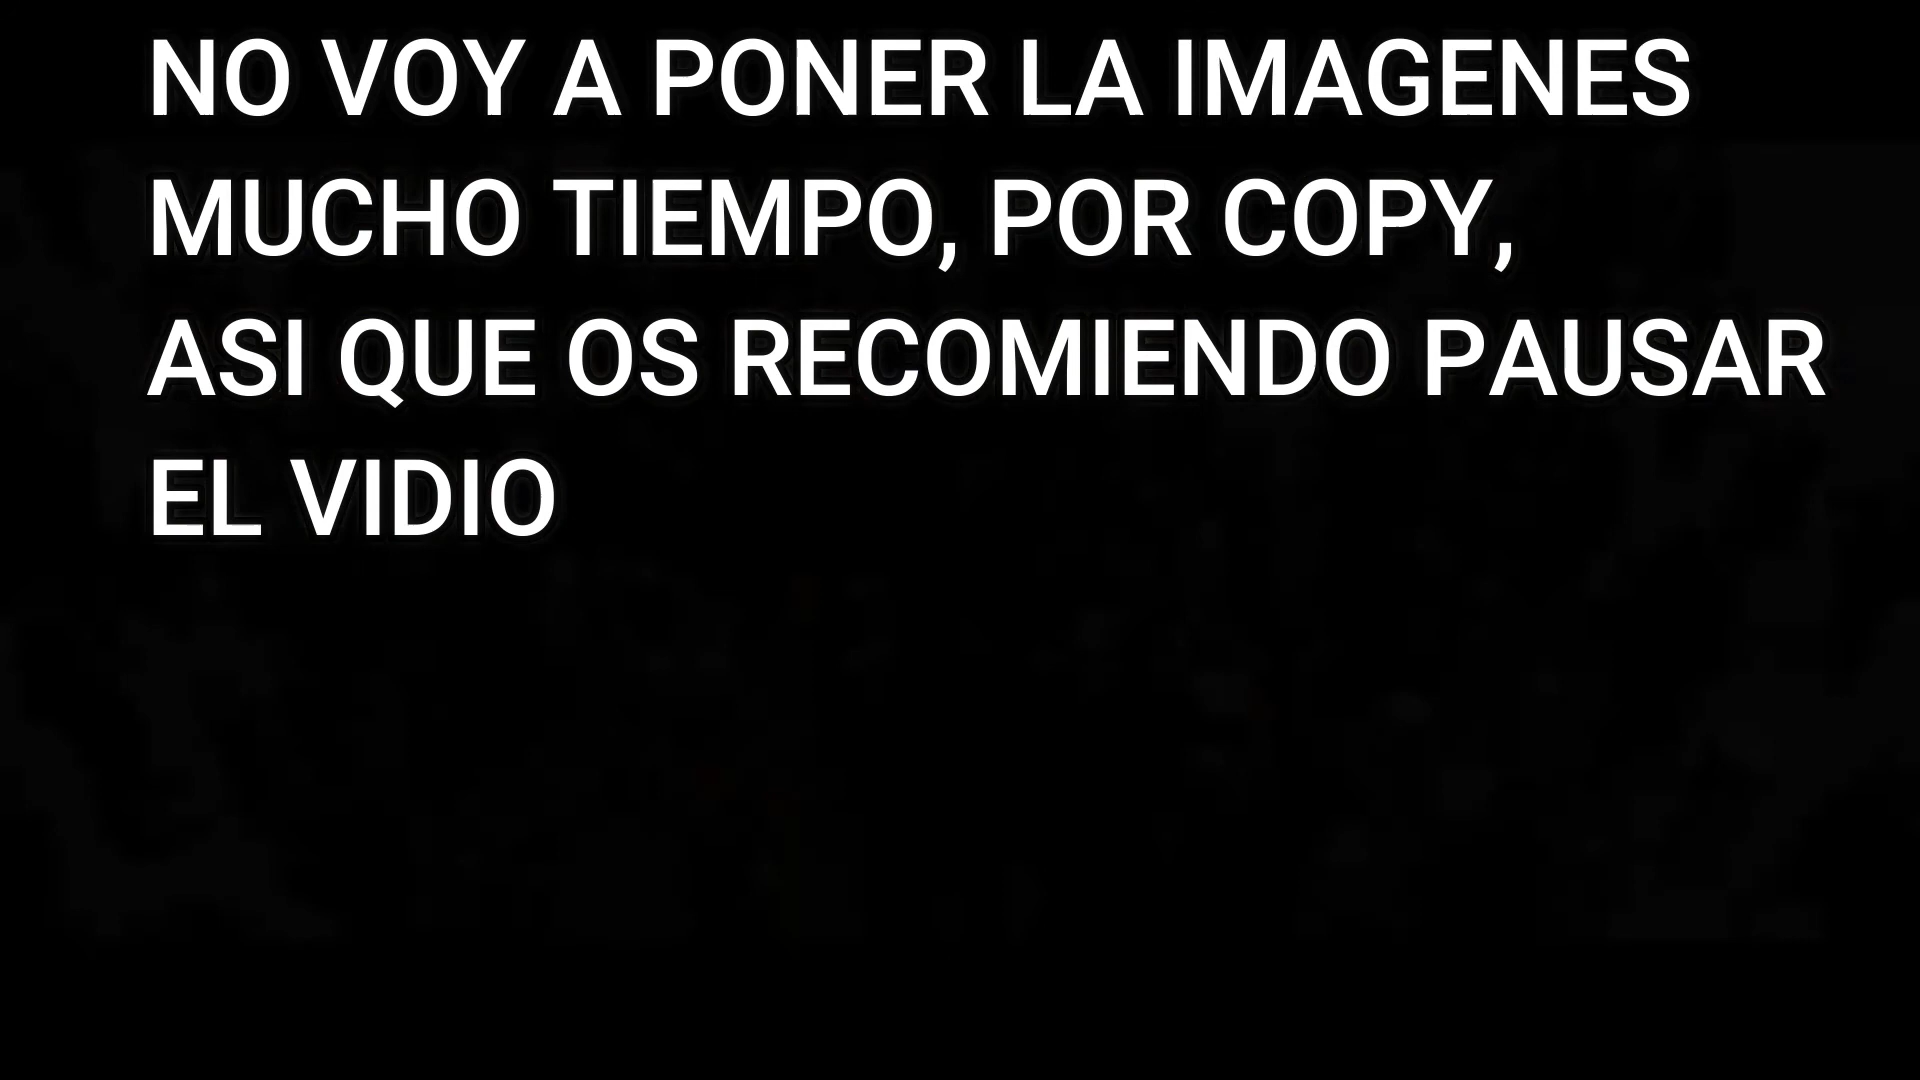 NO VOY A PONER LA IMAGENES
MUCHO TIEMPO, POR COPY,
ASI QUE OS RECOMIENDO PAUSAR
EL VIDIO